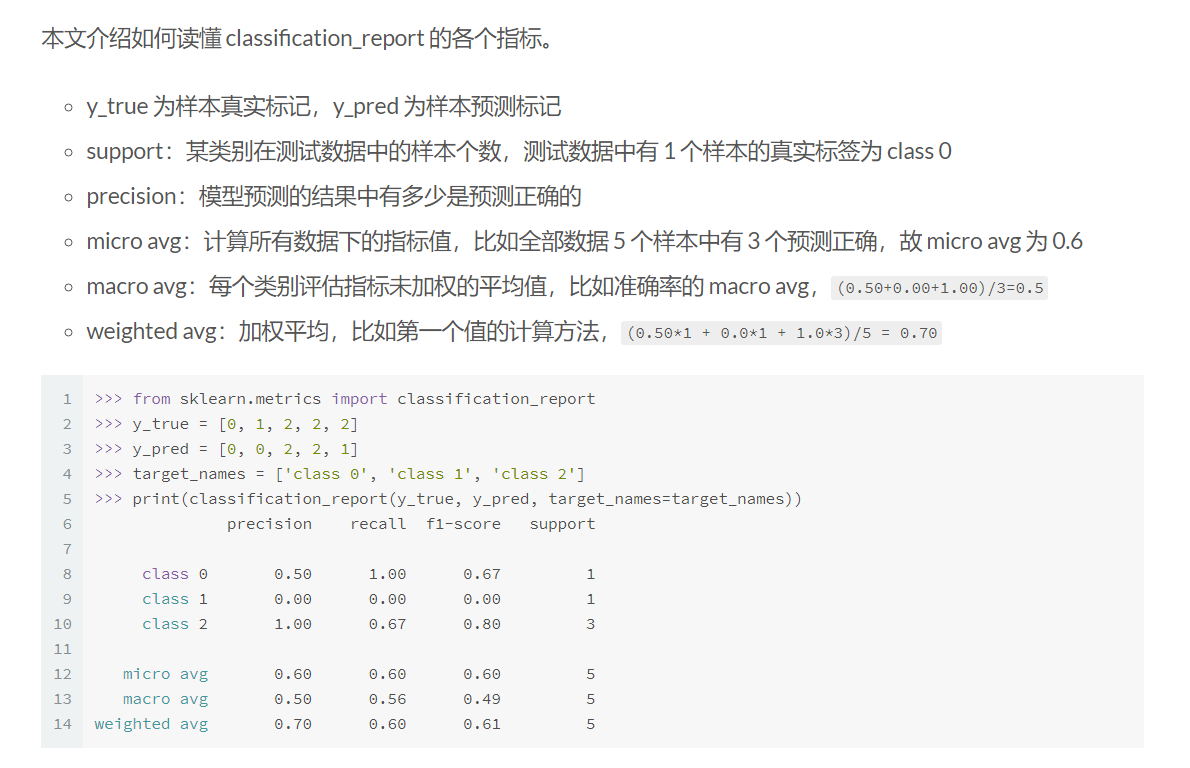 本文介绍如何读懂 classification_report 的各个指标。
y_true 为样本真实标记，y_pred 为样本预测标记
support：某类别在测试数据中的样本个数，测试数据中有 1 个样本的真实标签为 class 0
precision：模型预测的结果中有多少是预测正确的
micro avg：计算所有数据下的指标值，比如全部数据 5 个样本中有 3 个预测正确，故 micro avg 为 0.6
macro avg：每个类别评估指标未加权的平均值，比如准确率的 macro avg，(0.50+0.00+1.00)/3=0.5
weighted avg：加权平均，比如第一个值的计算方法，(0.50*1 + 0.0*1 + 1.0*3)/5 = 0.70
1 >>> from sklearn.metrics import classification_report
2 >>> y_true = [0, 1, 2, 2, 2]
3 >>> y_pred = [0, 0, 2, 2, 1]
4 >>> target_names = ['class 0', 'class 1', 'class 2']
5 >>> print(classification_report(y_true, y_pred, target_names=target_names))
6 precision recall f1-score support
7
8 class 0 0.50 1.00 0.67 1
9 class 1 0.00 0.00 0.00 1
10 class 2 1.00 0.67 0.80 3
11
12 micro avg 0.60 0.60 0.60 5
13 macro avg 0.50 0.56 0.49 5
14 weighted avg 0.70 0.60 0.61 5